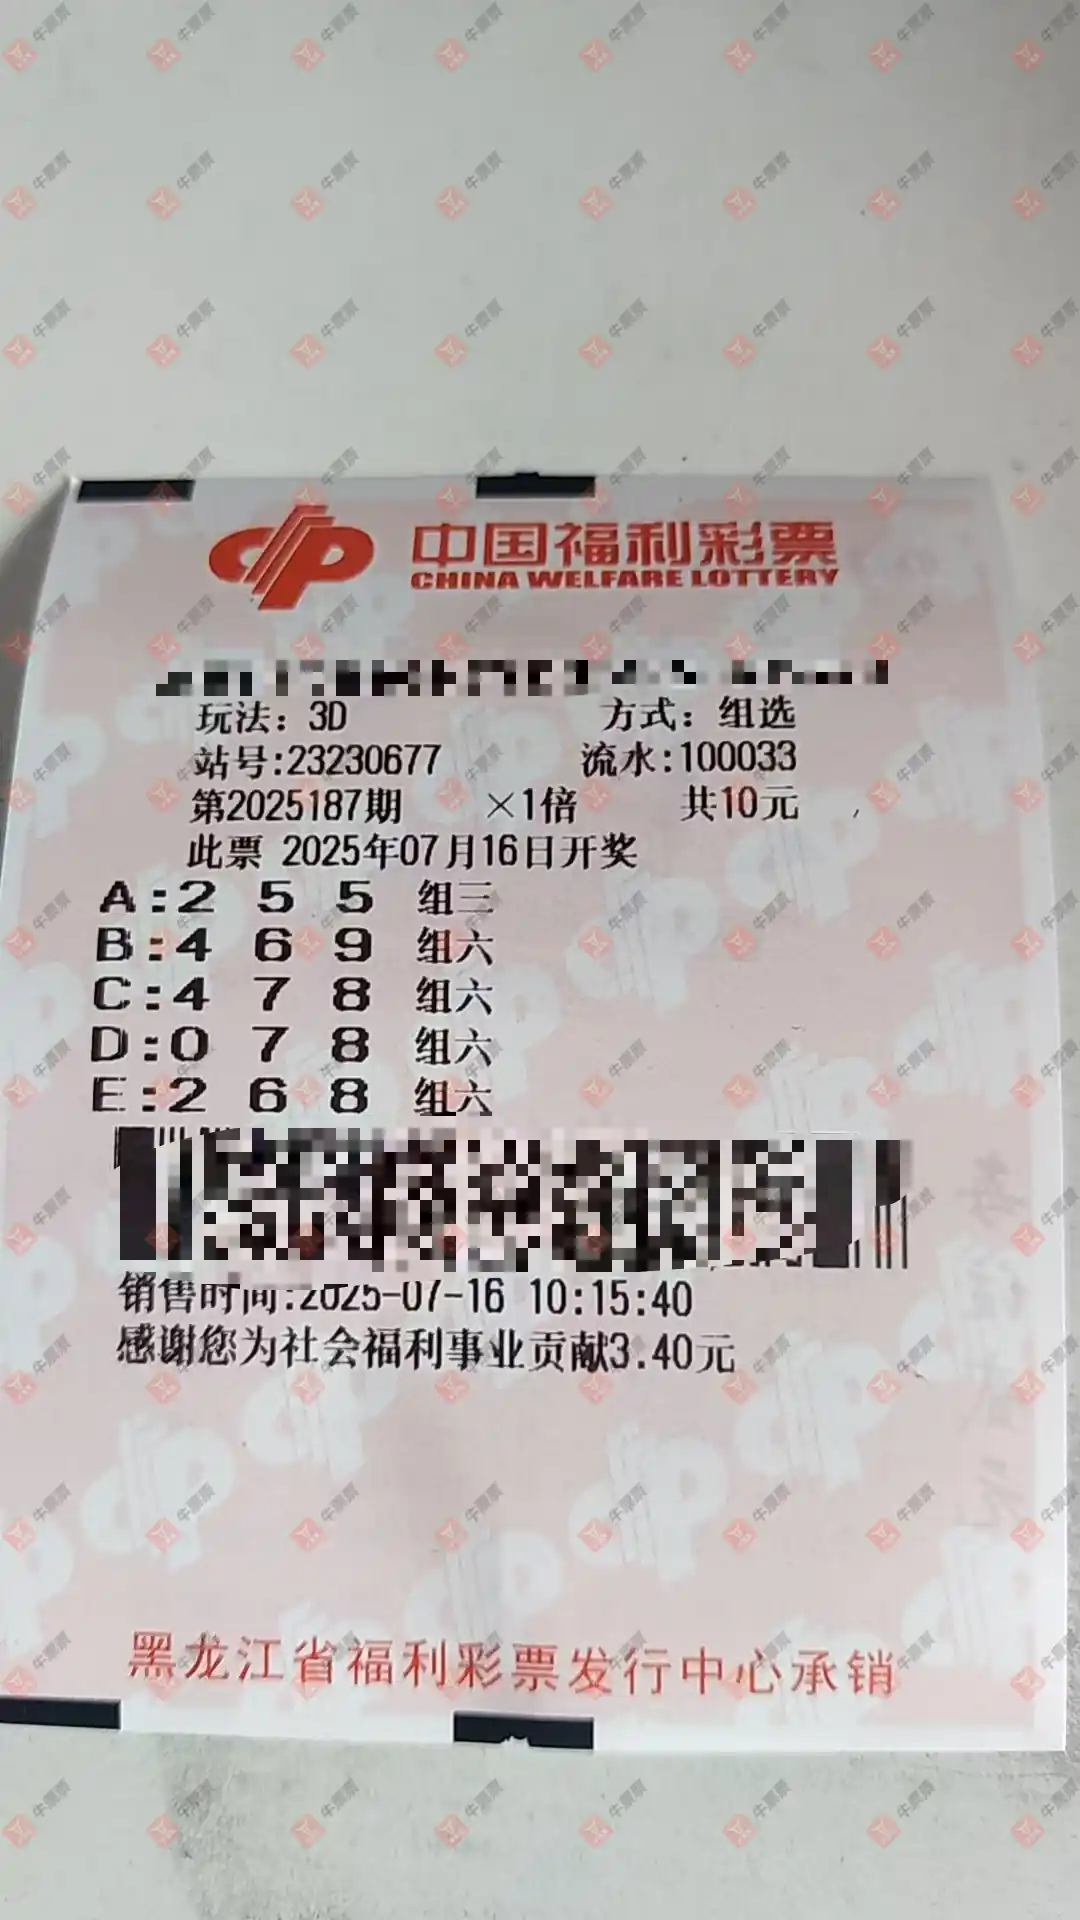 中国福利彩票
CHINA WELFARE LOTTERY
玩法：3D 方式：组选
站号:23230677 流水:100033
第2025187期 ×1倍 共10元
此票 2025年07月16日开奖
A:2 5 5 组三
B:4 6 9 组六
C:4 7 8 组六
D:0 7 8 组六
E:2 6 8 组六
销售时间:2025-07-16 10:15:40
感谢您为社会福利事业贡献3.40元
黑龙江省福利彩票发行中心承销
牛票票